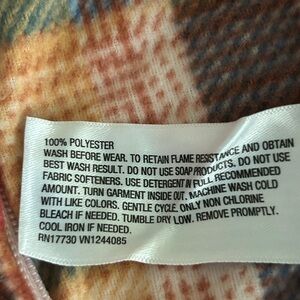 100% POLYESTER
WASH BEFORE WEAR. TO RETAIN FLAME RESISTANCE AND OBTAIN
BEST WASH RESULT. DO NOT USE SOAP PRODUCTS. DO NOT USE
FABRIC SOFTENERS. USE DETERGENT IN FULL RECOMMENDED
AMOUNT. TURN GARMENT INSIDE OUT. MACHINE WASH COLD
WITH LIKE COLORS. GENTLE CYCLE. ONLY NON CHLORINE
BLEACH IF NEEDED. TUMBLE DRY LOW. REMOVE PROMPTLY.
COOL IRON IF NEEDED.
RN17730 VN1244085